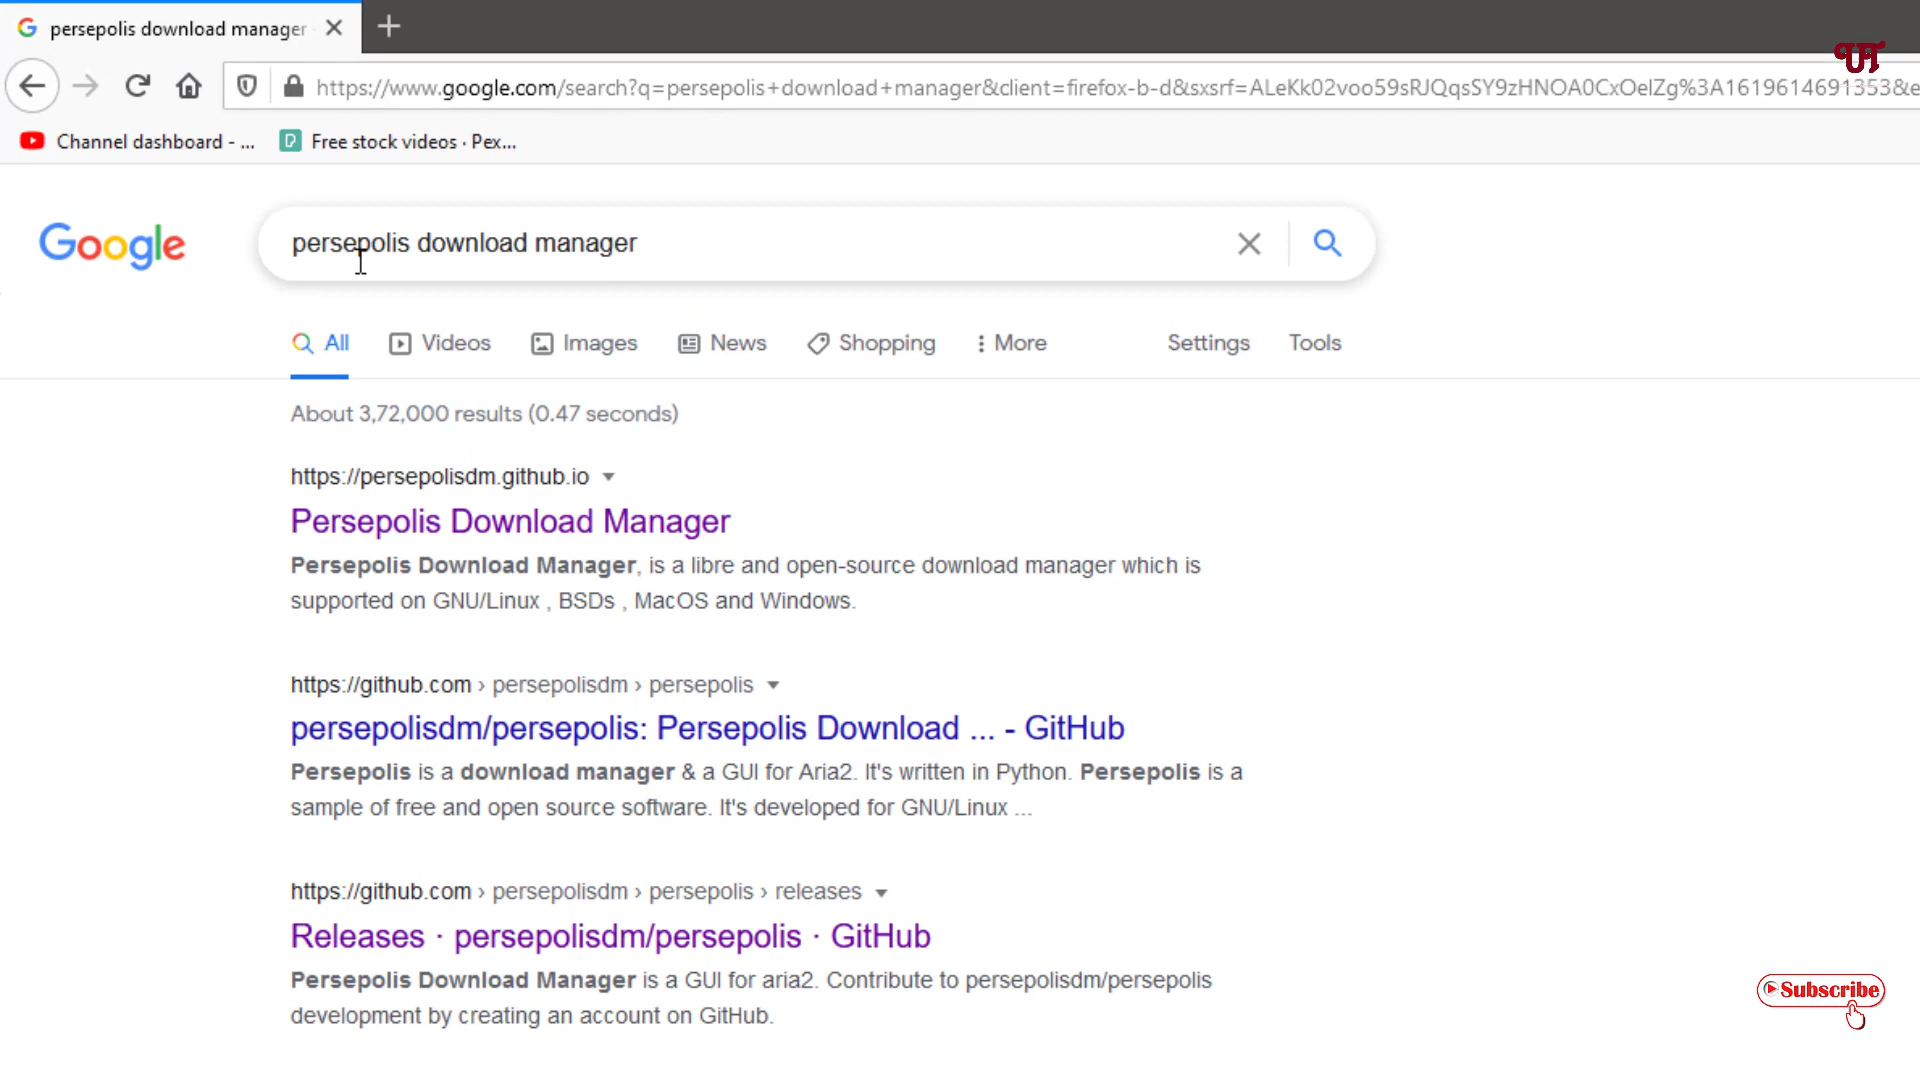 persepolis download manager
https://www.google.com/search?q=persepolis+download+manager&client=firefox-b-d&sxsrf=ALeKk02voo59sRJQqsSY9zHNOA0CxOelZg%3A1619614691353&e
Channel dashboard - ...
Free stock videos · Pex...
Google
persepolis download manager
All Videos Images News Shopping More Settings Tools
About 3,72,000 results (0.47 seconds)
https://persepolisdm.github.io
Persepolis Download Manager
Persepolis Download Manager, is a libre and open-source download manager which is
supported on GNU/Linux , BSDs , MacOS and Windows.
https://github.com › persepolisdm › persepolis
persepolisdm/persepolis: Persepolis Download ... - GitHub
Persepolis is a download manager & a GUI for Aria2. It's written in Python. Persepolis is a
sample of free and open source software. It's developed for GNU/Linux ...
https://github.com › persepolisdm › persepolis › releases
Releases · persepolisdm/persepolis · GitHub
Persepolis Download Manager is a GUI for aria2. Contribute to persepolisdm/persepolis
development by creating an account on GitHub.
Subscribe